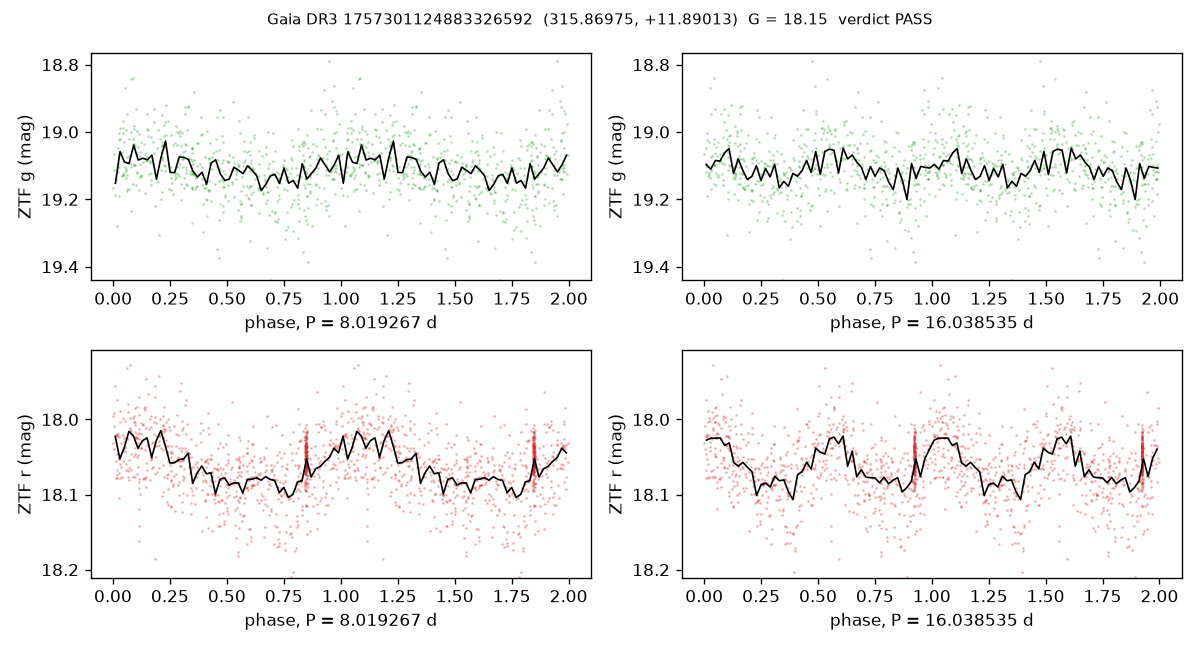 Gaia DR3 1757301124883326592  (315.86975, +11.89013)  G = 18.15  verdict PASS
ZTF g (mag)
18.8
19.0
19.2
19.4
0.00 0.25 0.50 0.75 1.00 1.25 1.50 1.75 2.00
phase, P = 8.019267 d
ZTF g (mag)
18.8
19.0
19.2
19.4
0.00 0.25 0.50 0.75 1.00 1.25 1.50 1.75 2.00
phase, P = 16.038535 d
ZTF r (mag)
18.0
18.1
18.2
0.00 0.25 0.50 0.75 1.00 1.25 1.50 1.75 2.00
phase, P = 8.019267 d
ZTF r (mag)
18.0
18.1
18.2
0.00 0.25 0.50 0.75 1.00 1.25 1.50 1.75 2.00
phase, P = 16.038535 d